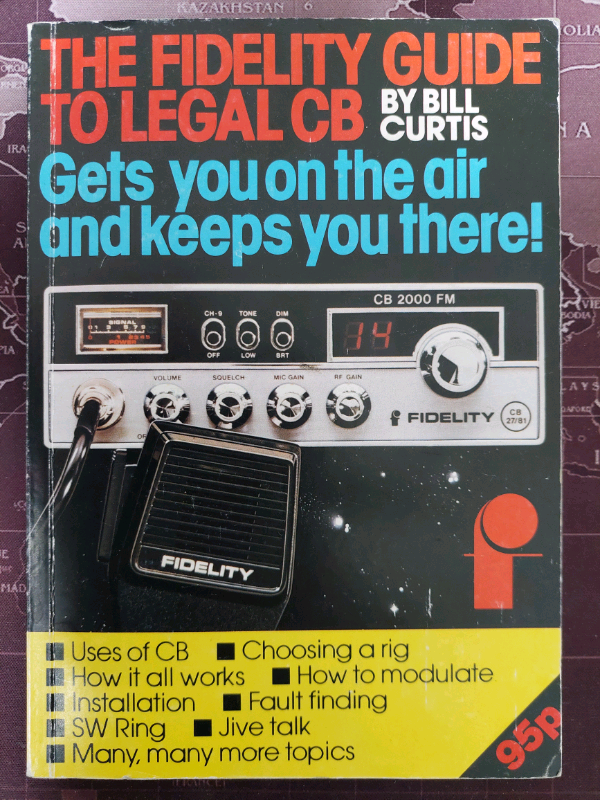 KAZAKHSTAN
THE FIDELITY GUIDE
TO LEGAL CB
BY BILL
CURTIS
Gets you on the air
and keeps you there!
CB 2000 FM
SIGNAL
POWER
CH-9
TONE
DIM
OFF
LOW
BRT
14
VOLUME
SQUELCH
MIC GAIN
RF GAIN
FIDELITY
CB
27/81
FIDELITY
■ Uses of CB ■ Choosing a rig
■ How it all works ■ How to modulate
■ Installation ■ Fault finding
■ SW Ring ■ Jive talk
■ Many, many more topics
95p